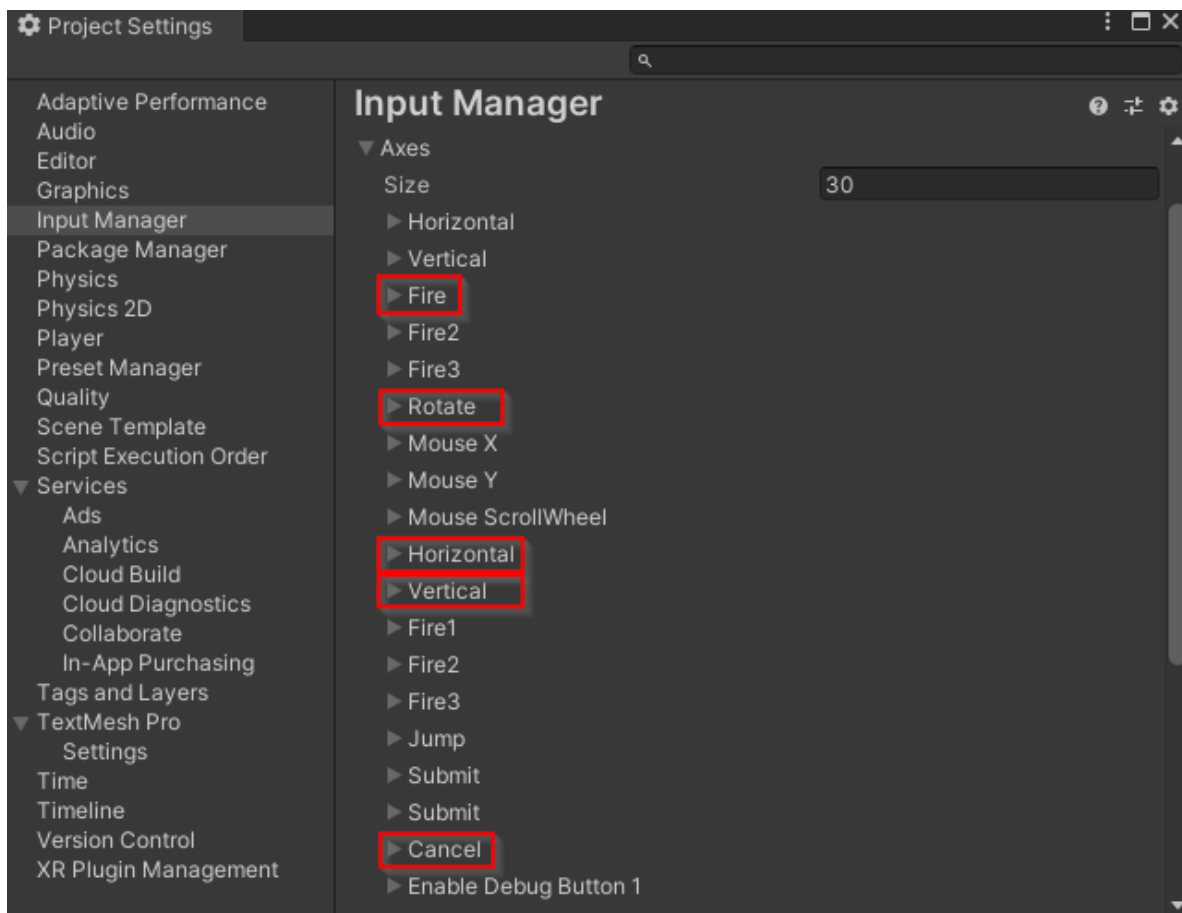 Project Settings
Adaptive Performance
Audio
Editor
Graphics
Input Manager
Package Manager
Physics
Physics 2D
Player
Preset Manager
Quality
Scene Template
Script Execution Order
Services
Ads
Analytics
Cloud Build
Cloud Diagnostics
Collaborate
In-App Purchasing
Tags and Layers
TextMesh Pro
Settings
Time
Timeline
Version Control
XR Plugin Management
Input Manager
Axes
Size 30
Horizontal
Vertical
Fire
Fire2
Fire3
Rotate
Mouse X
Mouse Y
Mouse ScrollWheel
Horizontal
Vertical
Fire1
Fire2
Fire3
Jump
Submit
Submit
Cancel
Enable Debug Button 1